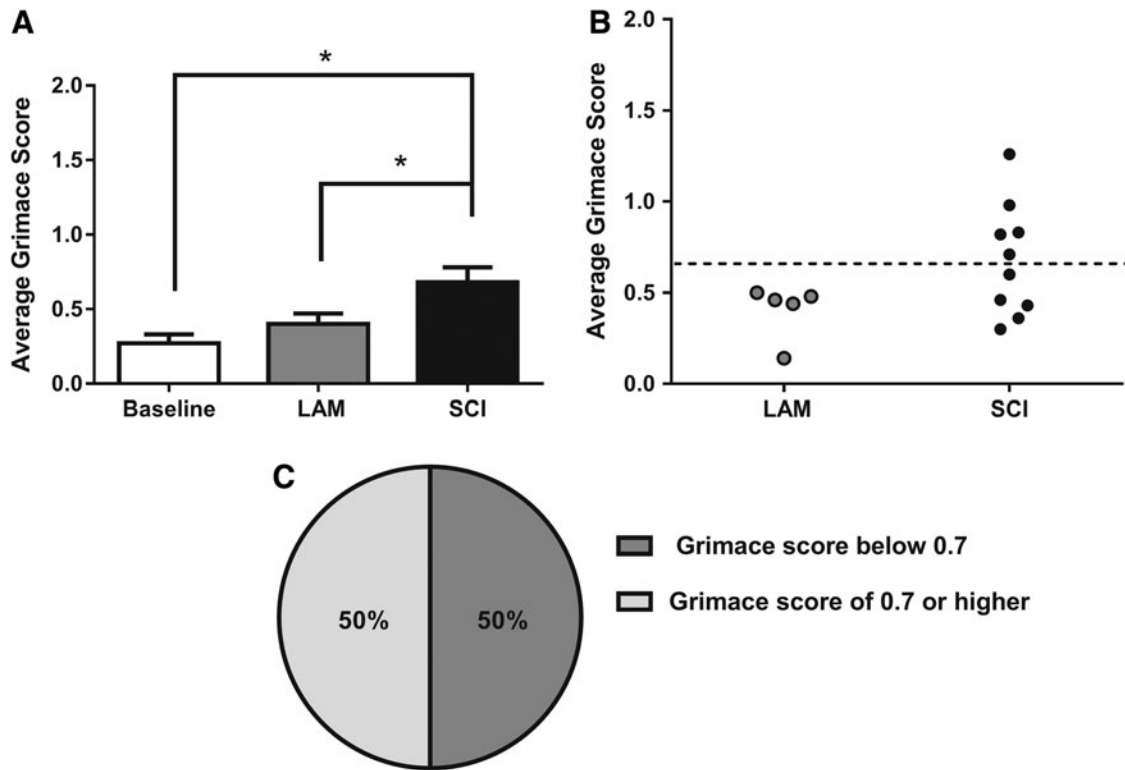 A
Average Grimace Score
2.0
1.5
1.0
0.5
0.0
*
*
Baseline LAM SCI
B
Average Grimace Score
2.0
1.5
1.0
0.5
0.0
LAM SCI
C
50% 50%
Grimace score below 0.7
Grimace score of 0.7 or higher